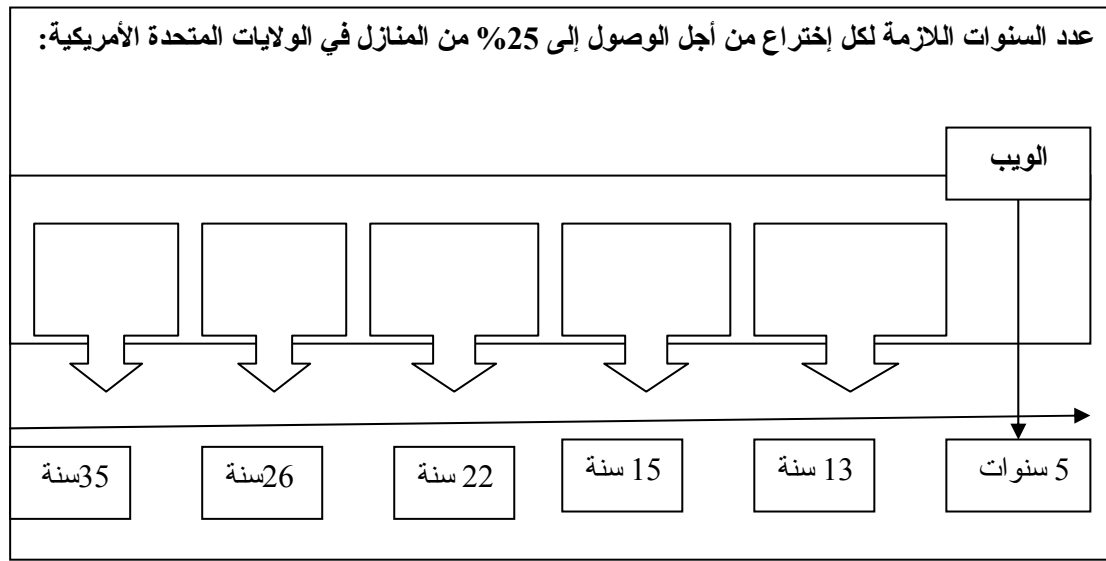 عدد السنوات اللازمة لكل إختراع من أجل الوصول إلى 25% من المنازل في الولايات المتحدة الأمريكية:
الويب
5 سنوات
13 سنة
15 سنة
22 سنة
26سنة
35سنة